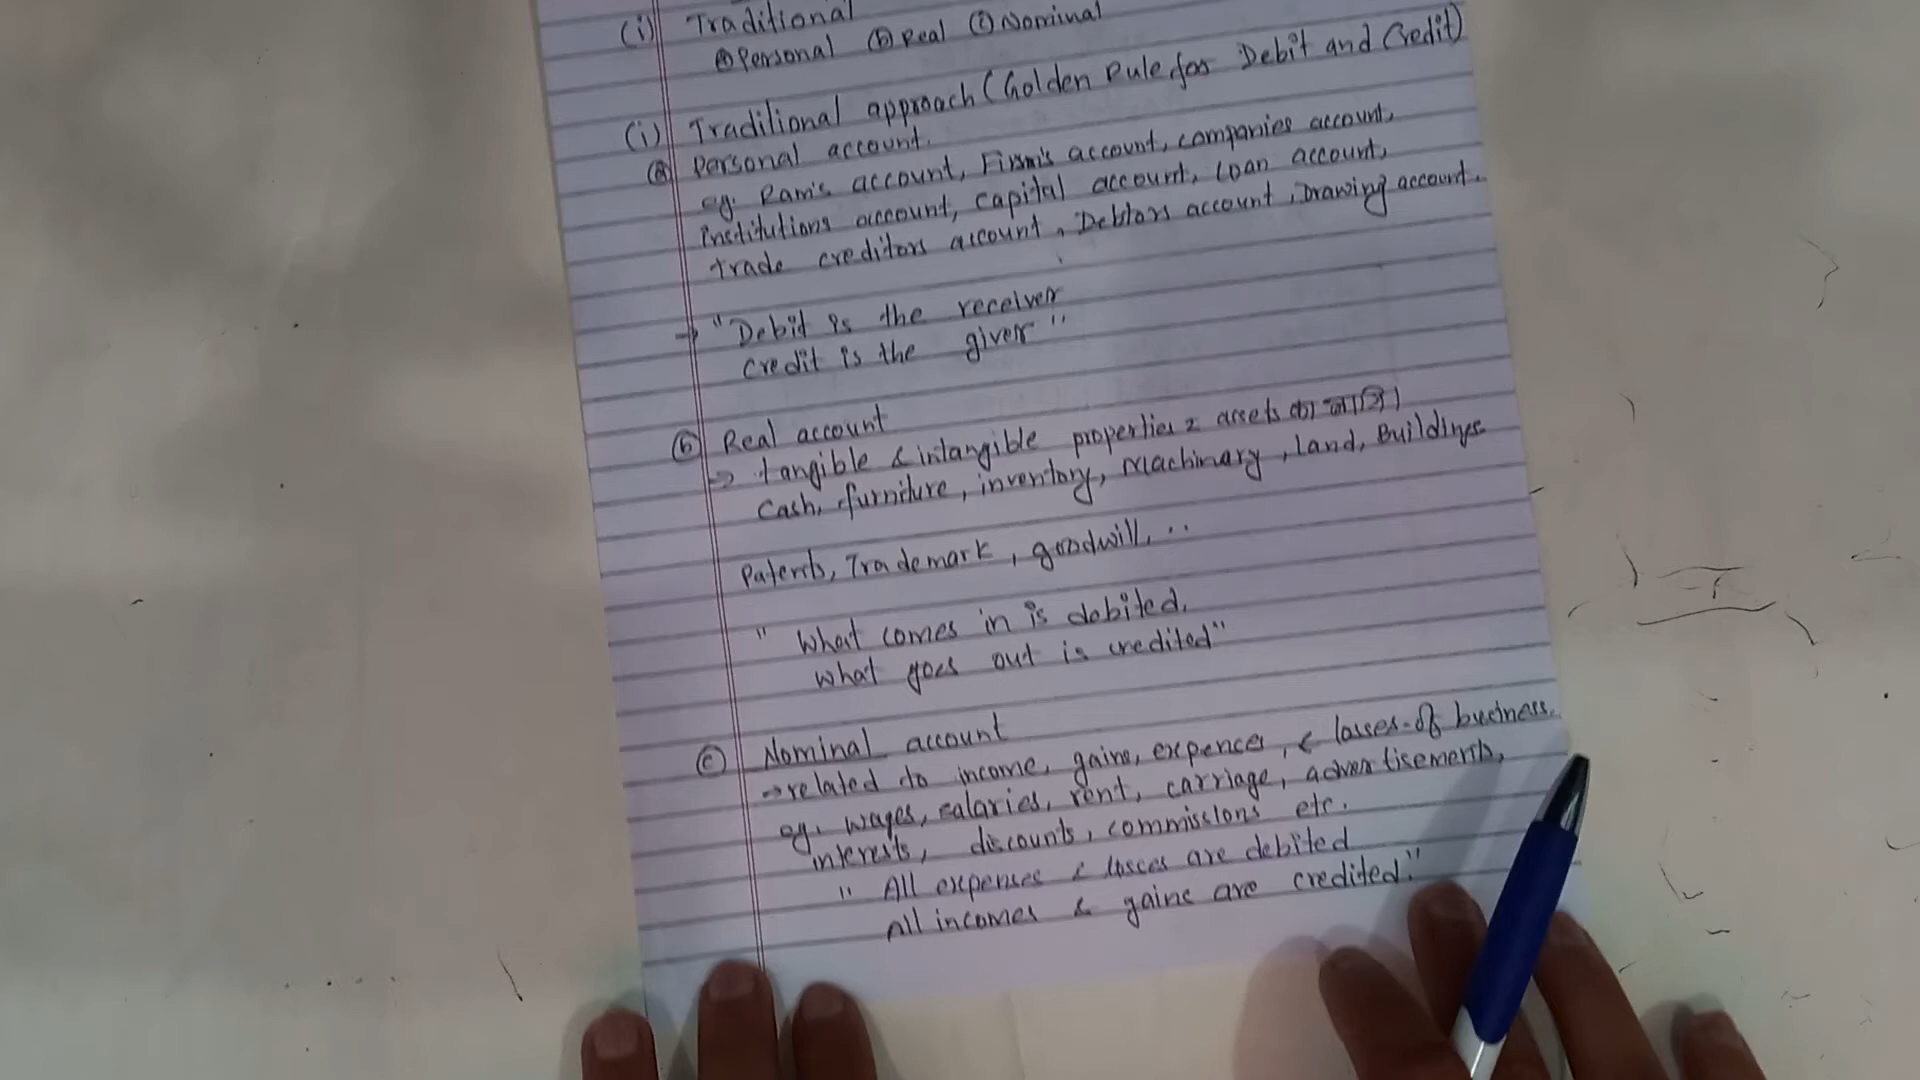 (i) Traditional
ⓐ Personal ⓑ Real ⓒ Nominal
(i) Traditional approach (Golden Rule for Debit and Credit)
ⓐ Personal account.
eg. Ram's account, Firm's account, companies account,
institutions account, capital account, Loan account,
trade creditors account, Debtors account, Drawing account.
→ "Debit is the receiver
credit is the giver"
ⓑ Real account
→ tangible & intangible properties assets का
Cash, furniture, inventory, Machinary, land, Buildings
Patents, Trademark, goodwill, ..
" What comes in is debited.
what goes out is credited"
ⓒ Nominal account
→ related to income, gains, expences, & losses of business.
eg. wages, salaries, rent, carriage, advertisements,
interests, discounts, commissions etc.
" All expenses & losses are debited
All incomes & gains are credited."